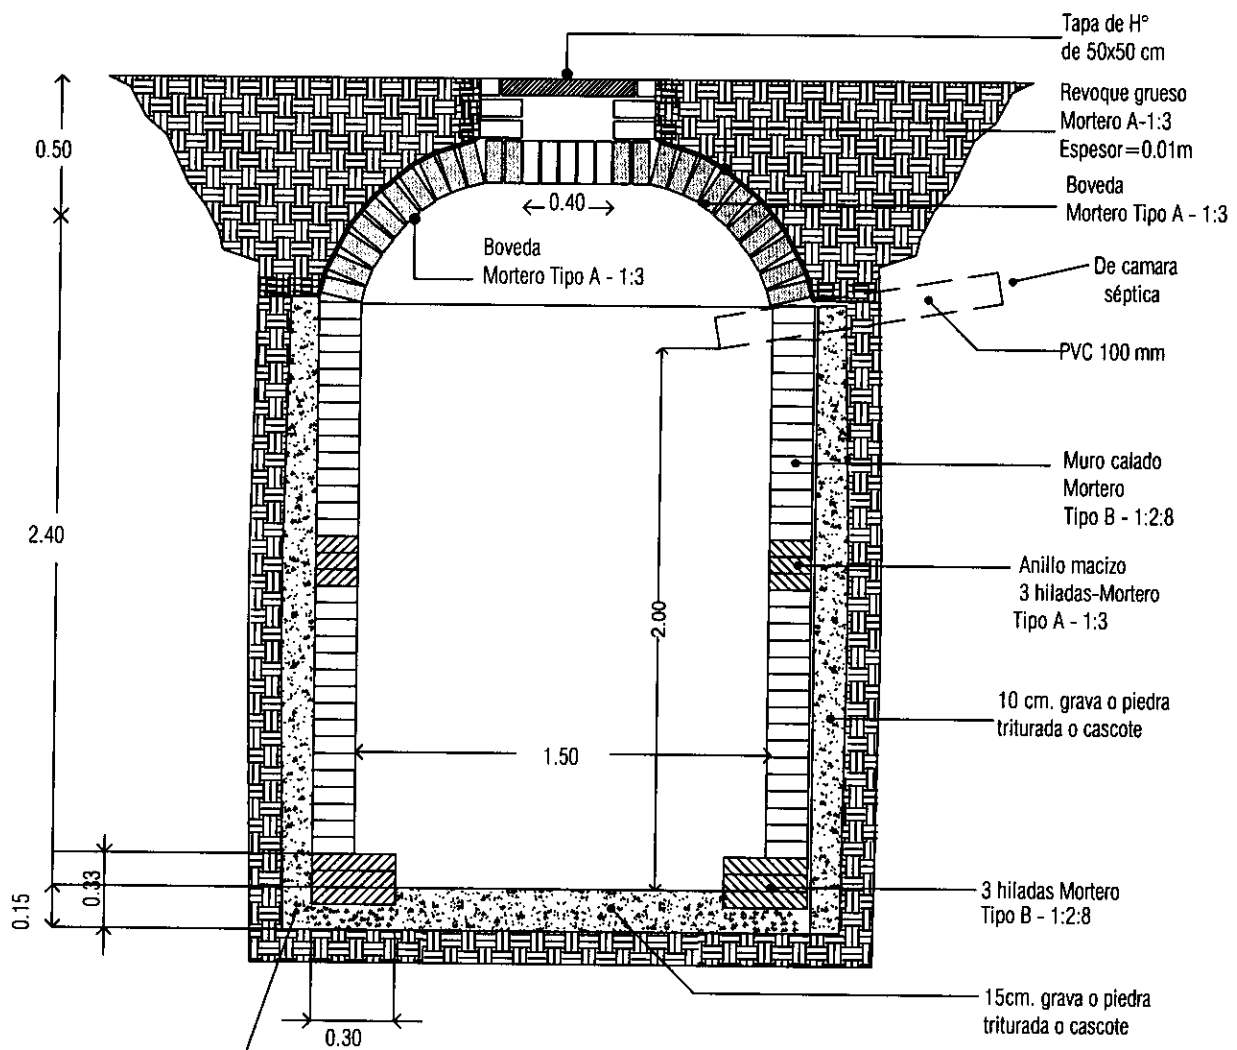 Tapa de H°
de 50x50 cm
Revoque grueso
Mortero A-1:3
Espesor=0.01m
Boveda
Mortero Tipo A - 1:3
0.50
0.40
Boveda
Mortero Tipo A - 1:3
De camara
séptica
PVC 100 mm
Muro calado
Mortero
Tipo B - 1:2:8
2.40
Anillo macizo
3 hiladas-Mortero
Tipo A - 1:3
2.00
10 cm. grava o piedra
triturada o cascote
1.50
0.33
0.15
3 hiladas Mortero
Tipo B - 1:2:8
15cm. grava o piedra
triturada o cascote
0.30